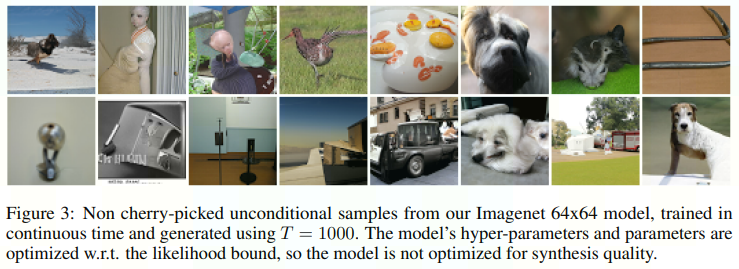 Figure 3: Non cherry-picked unconditional samples from our Imagenet 64x64 model, trained in
continuous time and generated using T = 1000. The model's hyper-parameters and parameters are
optimized w.r.t. the likelihood bound, so the model is not optimized for synthesis quality.